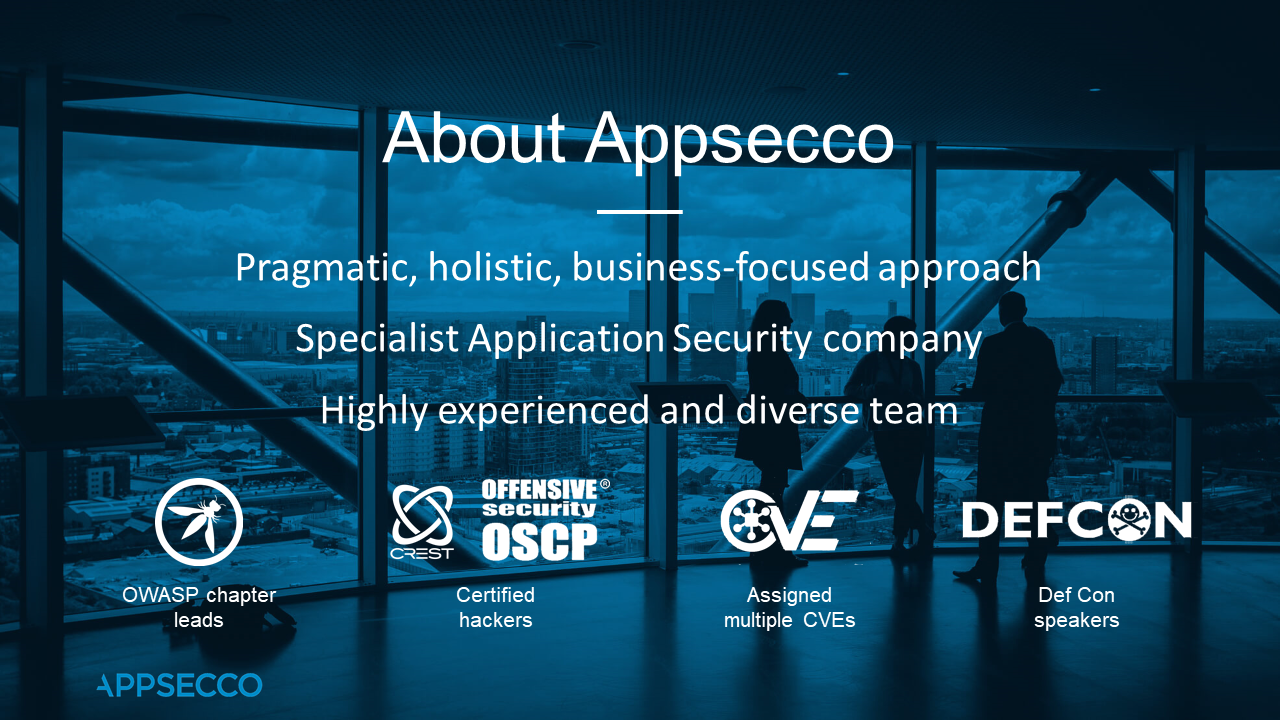 About Appsecco
Pragmatic, holistic, business-focused approach
Specialist Application Security company
Highly experienced and diverse team
CREST
OFFENSIVE®
security
OSCP
CVE
DEFCON
OWASP chapter
leads
Certified
hackers
Assigned
multiple CVEs
Def Con
speakers
APPSECCO